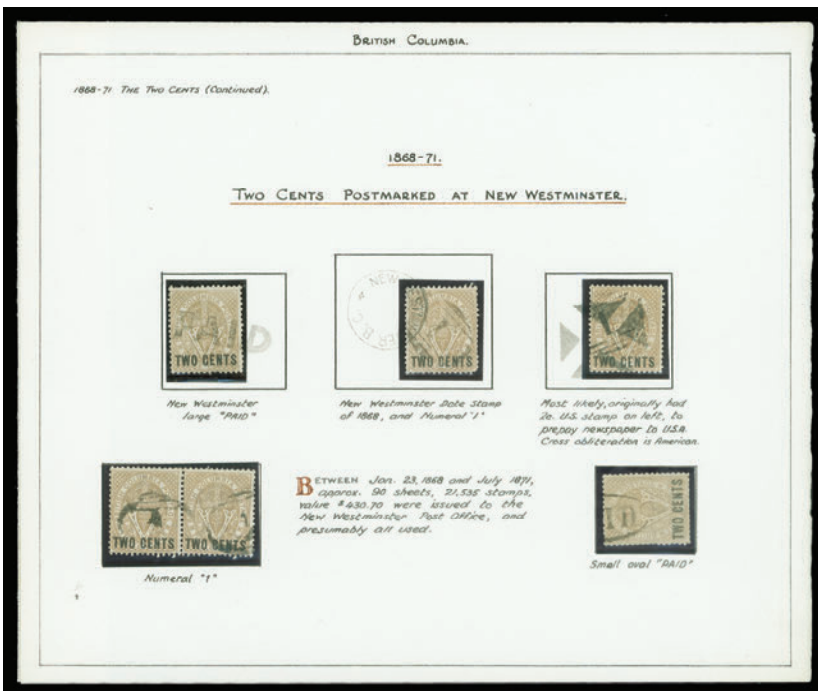 BRITISH COLUMBIA.
1868-71 THE TWO CENTS (Continued).
1868-71.
TWO CENTS POSTMARKED AT NEW WESTMINSTER.
PAID
TWO CENTS
NEW
ER B.C.
1
TWO CENTS
TWO CENTS
New Westminster
large "PAID"
New Westminster Date Stamp
of 1868, and Numeral '1'
Most likely, originally had
2c. U.S. stamp on left, to
prepay newspaper to U.S.A.
Cross obliteration is American.
TWO CENTS
TWO CENTS
BETWEEN Jan. 23, 1868 and July 1871,
approx. 90 sheets, 21,535 stamps,
value $430.70 were issued to the
New Westminster Post Office, and
presumably all used.
TWO CENTS
Numeral "1"
Small oval "PAID"